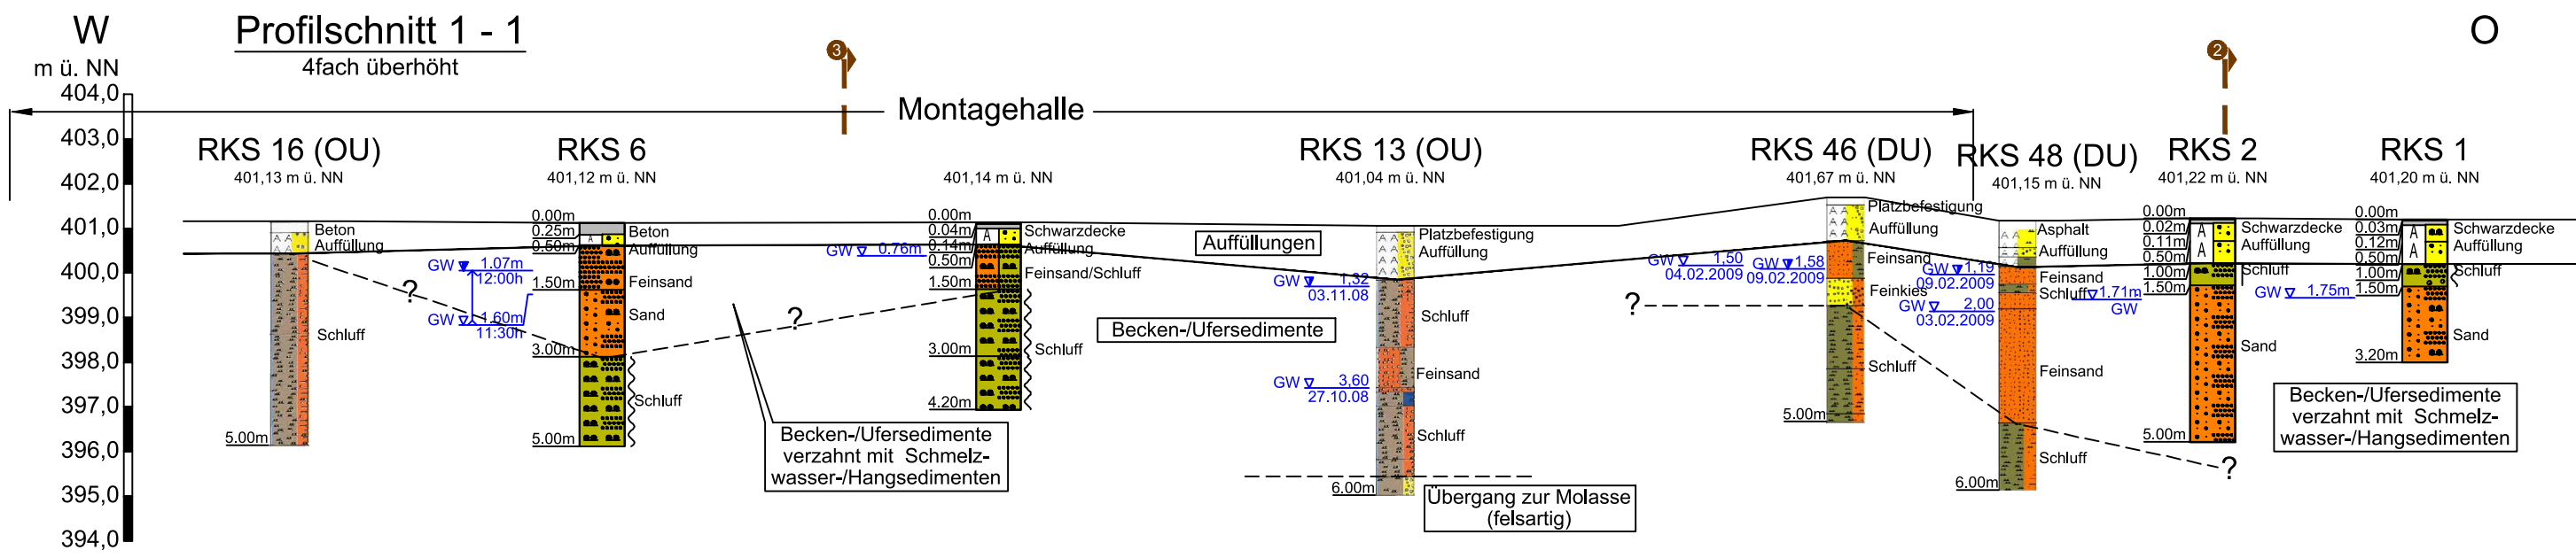 W
Profilschnitt 1 - 1
4fach überhöht
3
2
O
m ü. NN
404,0
403,0
402,0
401,0
400,0
399,0
398,0
397,0
396,0
395,0
394,0
Montagehalle
RKS 16 (OU)
401,13 m ü. NN
Beton
Auffüllung
Schluff
5.00m
?
GW 1.07m
12:00h
GW 1.60m
11:30h
RKS 6
401,12 m ü. NN
0.00m
0.25m
0.50m
1.50m
3.00m
5.00m
A
Beton
Auffüllung
Feinsand
Sand
Schluff
?
Becken-/Ufersedimente
verzahnt mit Schmelz-
wasser-/Hangsedimenten
401,14 m ü. NN
GW 0.76m
0.00m
0.04m
0.14m
0.50m
1.50m
3.00m
4.20m
A
Schwarzdecke
Auffüllung
Feinsand/Schluff
Schluff
Auffüllungen
Becken-/Ufersedimente
RKS 13 (OU)
401,04 m ü. NN
GW 1,32
03.11.08
GW 3,60
27.10.08
6.00m
Platzbefestigung
Auffüllung
Schluff
Feinsand
Schluff
Übergang zur Molasse
(felsartig)
?
RKS 46 (DU)
401,67 m ü. NN
GW 1,50
04.02.2009
GW 1,58
09.02.2009
5.00m
Platzbefestigung
Auffüllung
Feinsand
Feinkies
Schluff
RKS 48 (DU)
401,15 m ü. NN
GW 1,19
09.02.2009
GW 2,00
03.02.2009
6.00m
Asphalt
Auffüllung
Feinsand
Schluff
Feinsand
Schluff
?
RKS 2
401,22 m ü. NN
1.71m
GW
0.00m
0.02m
0.11m
0.50m
1.00m
1.50m
5.00m
A
A
Schwarzdecke
Auffüllung
Schluff
Sand
RKS 1
401,20 m ü. NN
GW 1.75m
0.00m
0.03m
0.12m
0.50m
1.00m
1.50m
3.20m
A
A
Schwarzdecke
Auffüllung
Schluff
Sand
Becken-/Ufersedimente
verzahnt mit Schmelz-
wasser-/Hangsedimenten